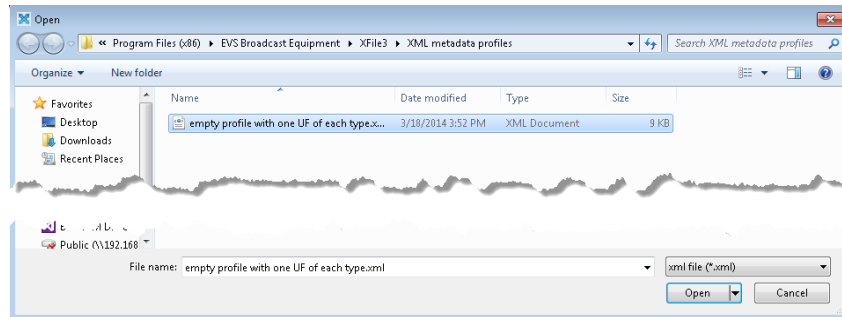 Open
« Program Files (x86) ▸ EVS Broadcast Equipment ▸ XFile3 ▸ XML metadata profiles
Search XML metadata profiles
Organize ▾ New folder
Favorites
Desktop
Downloads
Recent Places
Name Date modified Type Size
empty profile with one UF of each type.x... 3/18/2014 3:52 PM XML Document 9 KB
Public (\\192.168
File name: empty profile with one UF of each type.xml
xml file (*.xml)
Open Cancel